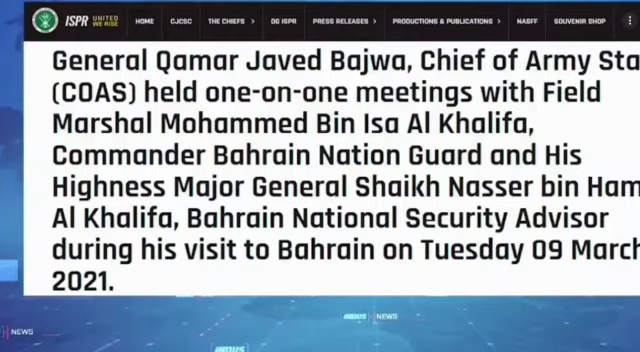 ISPR UNITED WE RISE HOME CJCSC THE CHIEFS DG ISPR PRESS RELEASES PRODUCTIONS & PUBLICATIONS NASFF SOUVENIR SHOP
General Qamar Javed Bajwa, Chief of Army Sta
(COAS) held one-on-one meetings with Field
Marshal Mohammed Bin Isa Al Khalifa,
Commander Bahrain Nation Guard and His
Highness Major General Shaikh Nasser bin Ham
Al Khalifa, Bahrain National Security Advisor
during his visit to Bahrain on Tuesday 09 March
2021.
INDUS NEWS
NEWS
INDUS